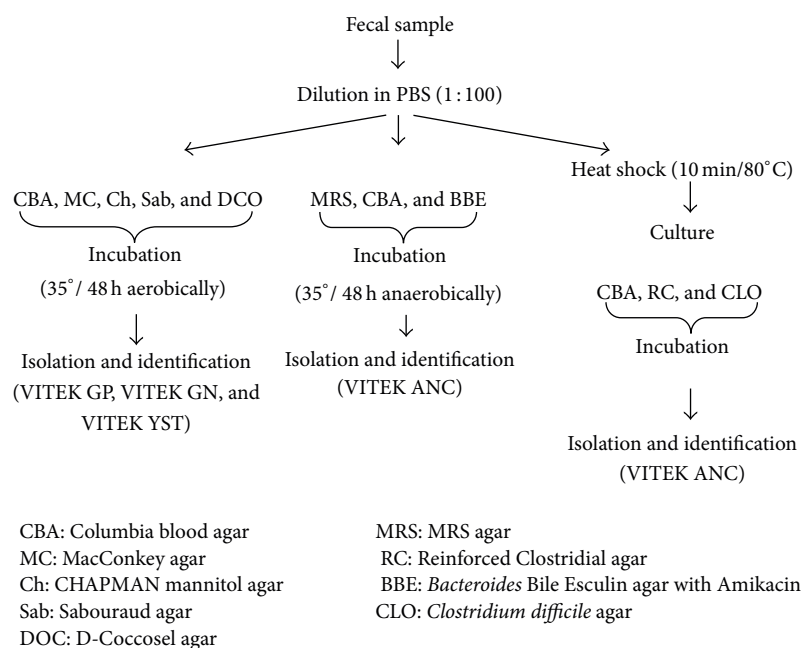 Fecal sample
Dilution in PBS (1 : 100)
CBA, MC, Ch, Sab, and DCO
Incubation
(35°/ 48 h aerobically)
Isolation and identification
(VITEK GP, VITEK GN, and
VITEK YST)
MRS, CBA, and BBE
Incubation
(35°/ 48 h anaerobically)
Isolation and identification
(VITEK ANC)
Heat shock (10 min/80°C)
Culture
CBA, RC, and CLO
Incubation
Isolation and identification
(VITEK ANC)
CBA: Columbia blood agar
MC: MacConkey agar
Ch: CHAPMAN mannitol agar
Sab: Sabouraud agar
DOC: D-Coccosel agar
MRS: MRS agar
RC: Reinforced Clostridial agar
BBE: Bacteroides Bile Esculin agar with Amikacin
CLO: Clostridium difficile agar